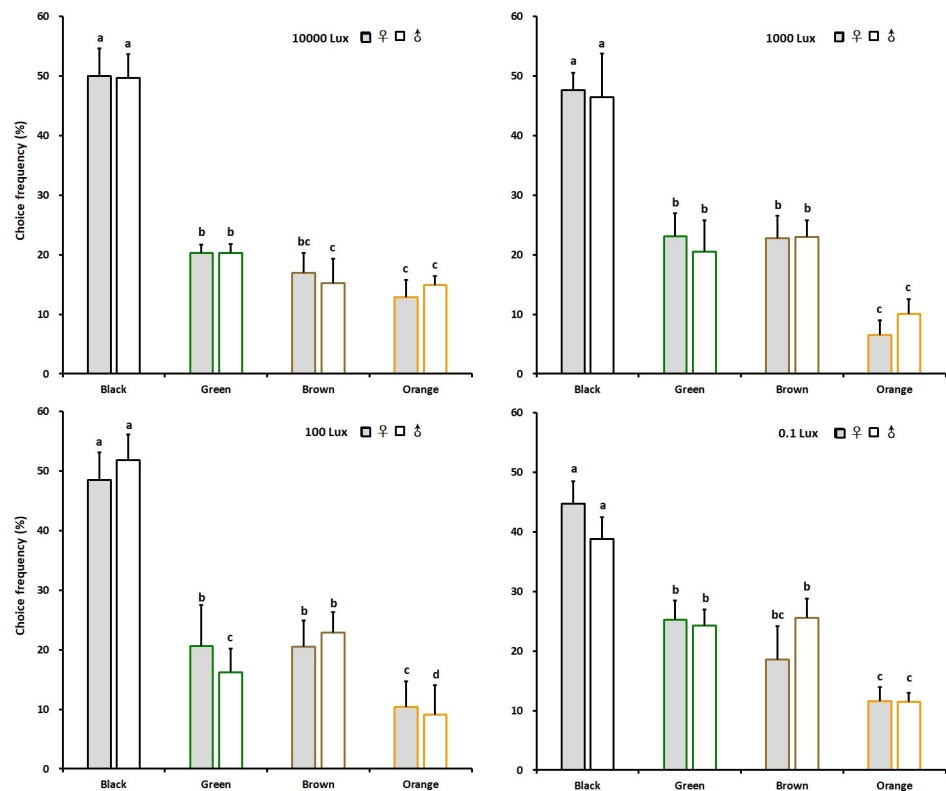 60
10000 Lux ♀ ♂
a a
50
40
Choice frequency (%)
30
b b
20
bc c
c c
10
0
Black Green Brown Orange
60
1000 Lux ♀ ♂
a a
50
40
30
b b b b
20
10
c c
0
Black Green Brown Orange
60
100 Lux ♀ ♂
a a
50
40
Choice frequency (%)
30
b c b b
20
c d
10
0
Black Green Brown Orange
60
0.1 Lux ♀ ♂
a a
50
40
30
b b bc b
20
c c
10
0
Black Green Brown Orange